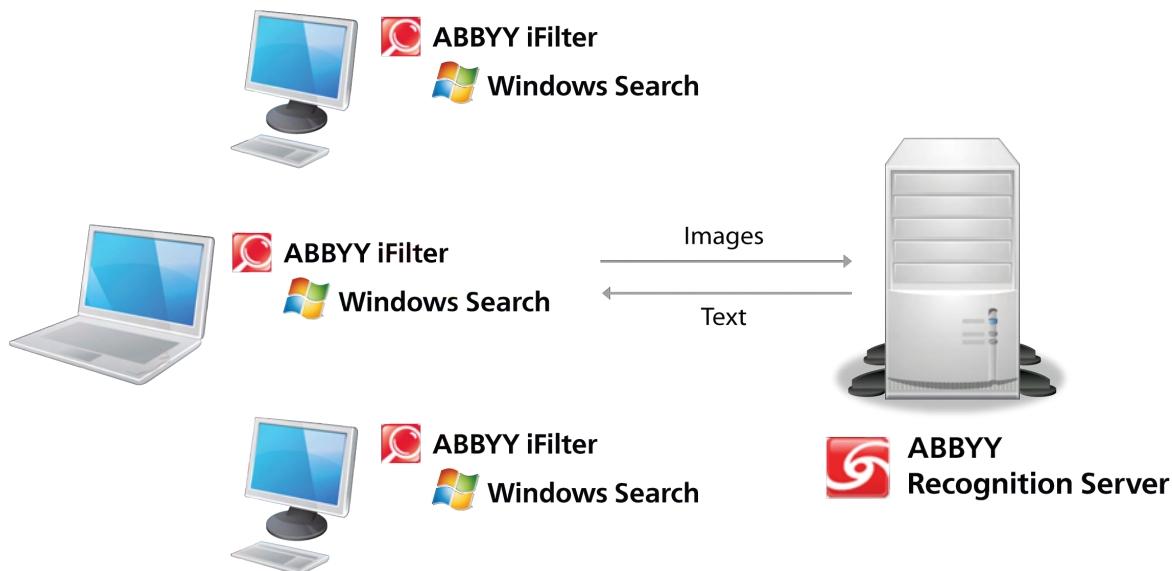 ABBYY iFilter
Windows Search
ABBYY iFilter
Windows Search
Images
Text
ABBYY iFilter
Windows Search
ABBYY
Recognition Server